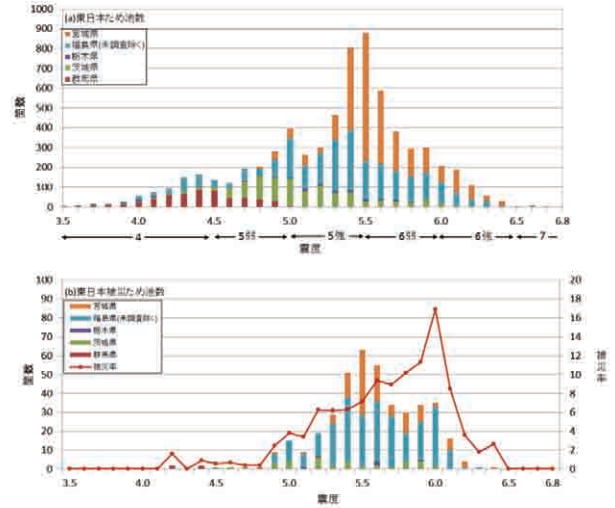 (a)東日本ため池数
宮城県
福島県(未調査除く)
栃木県
茨城県
群馬県
箇数
1000
900
800
700
600
500
400
300
200
100
0
3.5 4.0 4.5 5.0 5.5 6.0 6.5 6.8
4 5弱 5強 6弱 6強 7
震度
(b)東日本被災ため池数
宮城県
福島県(未調査除く)
栃木県
茨城県
群馬県
被災率
箇数
100
90
80
70
60
50
40
30
20
10
0
20
18
16
14
12
10
8
6
4
2
0
被災率
3.5 4.0 4.5 5.0 5.5 6.0 6.5 6.8
震度